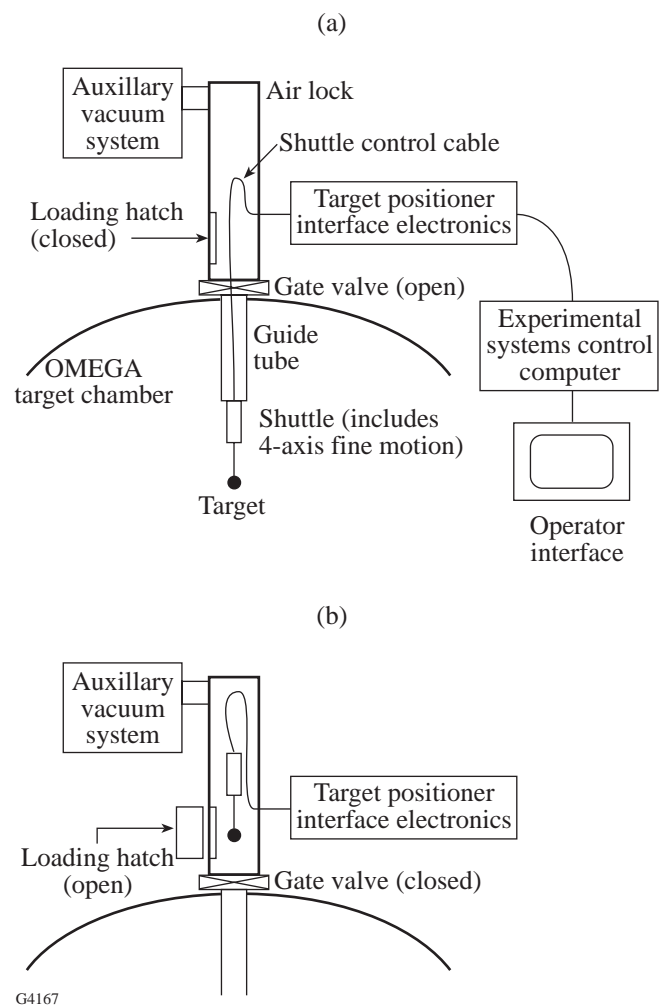 (a)
Auxillary
vacuum
system
Air lock
Shuttle control cable
Loading hatch
(closed)
Target positioner
interface electronics
Gate valve (open)
Experimental
systems control
computer
OMEGA
target chamber
Guide
tube
Shuttle (includes
4-axis fine motion)
Target
Operator
interface
(b)
Auxillary
vacuum
system
Target positioner
interface electronics
Loading hatch
(open)
Gate valve (closed)
G4167